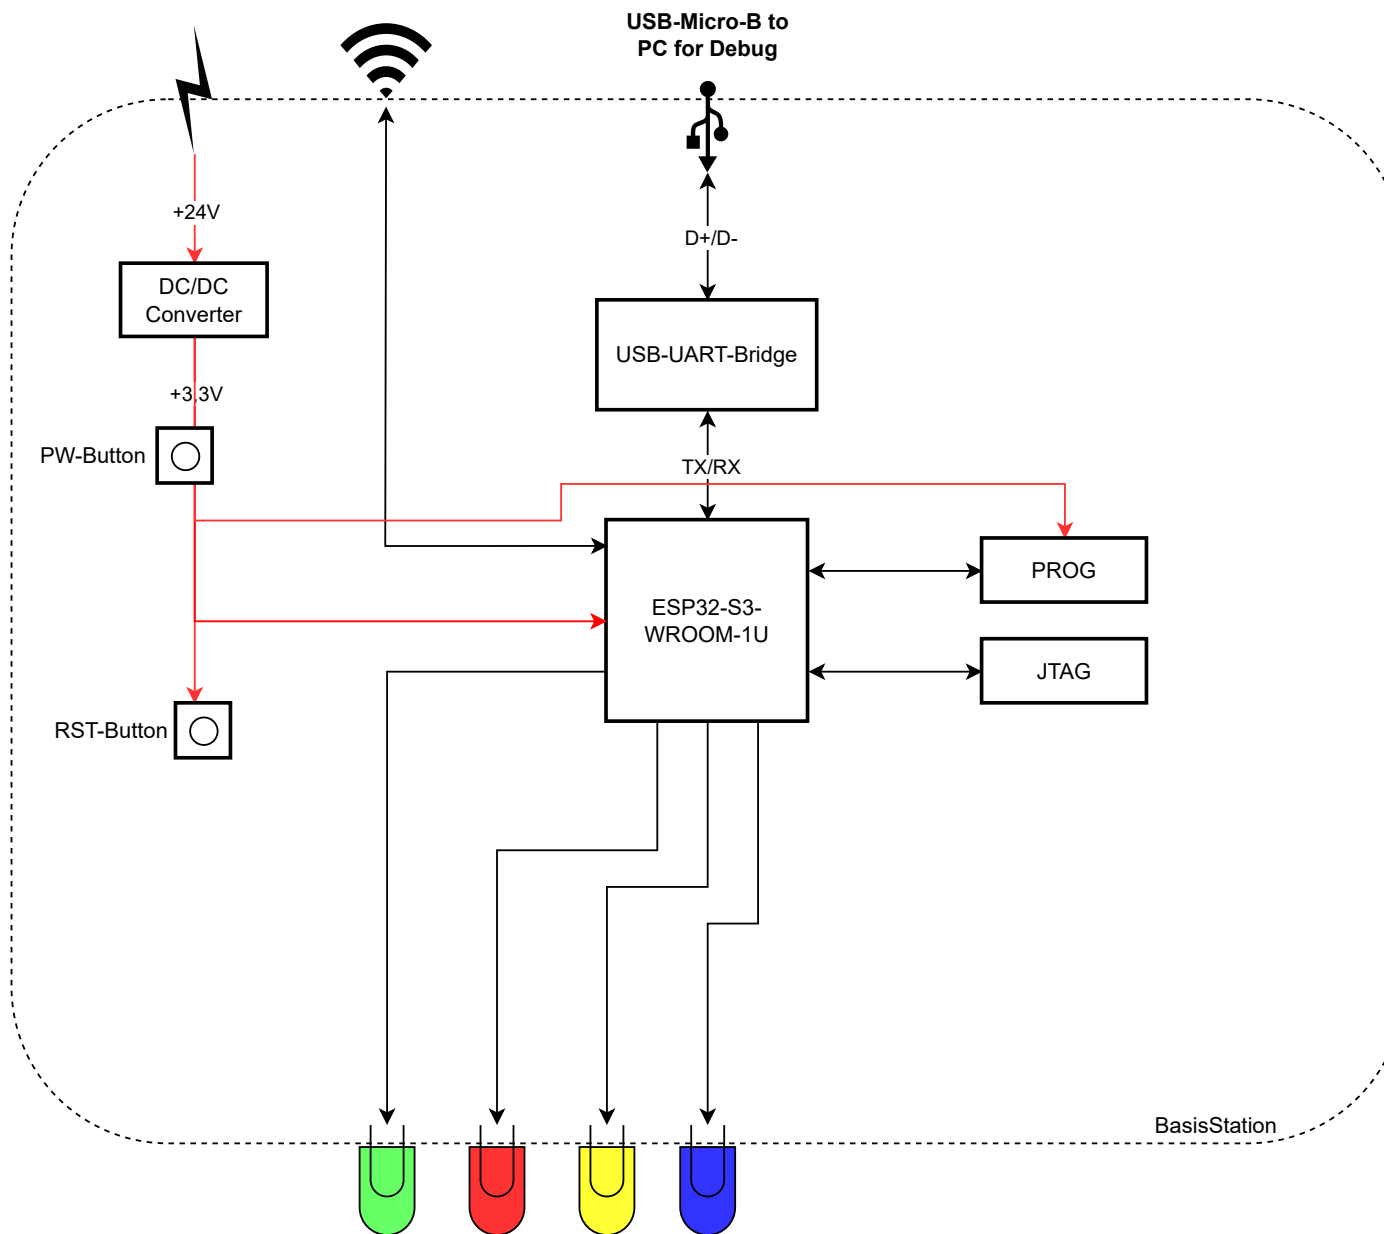 USB-Micro-B to
PC for Debug
+24V
D+/D-
DC/DC
Converter
USB-UART-Bridge
+3,3V
PW-Button
TX/RX
PROG
ESP32-S3-
WROOM-1U
JTAG
RST-Button
BasisStation